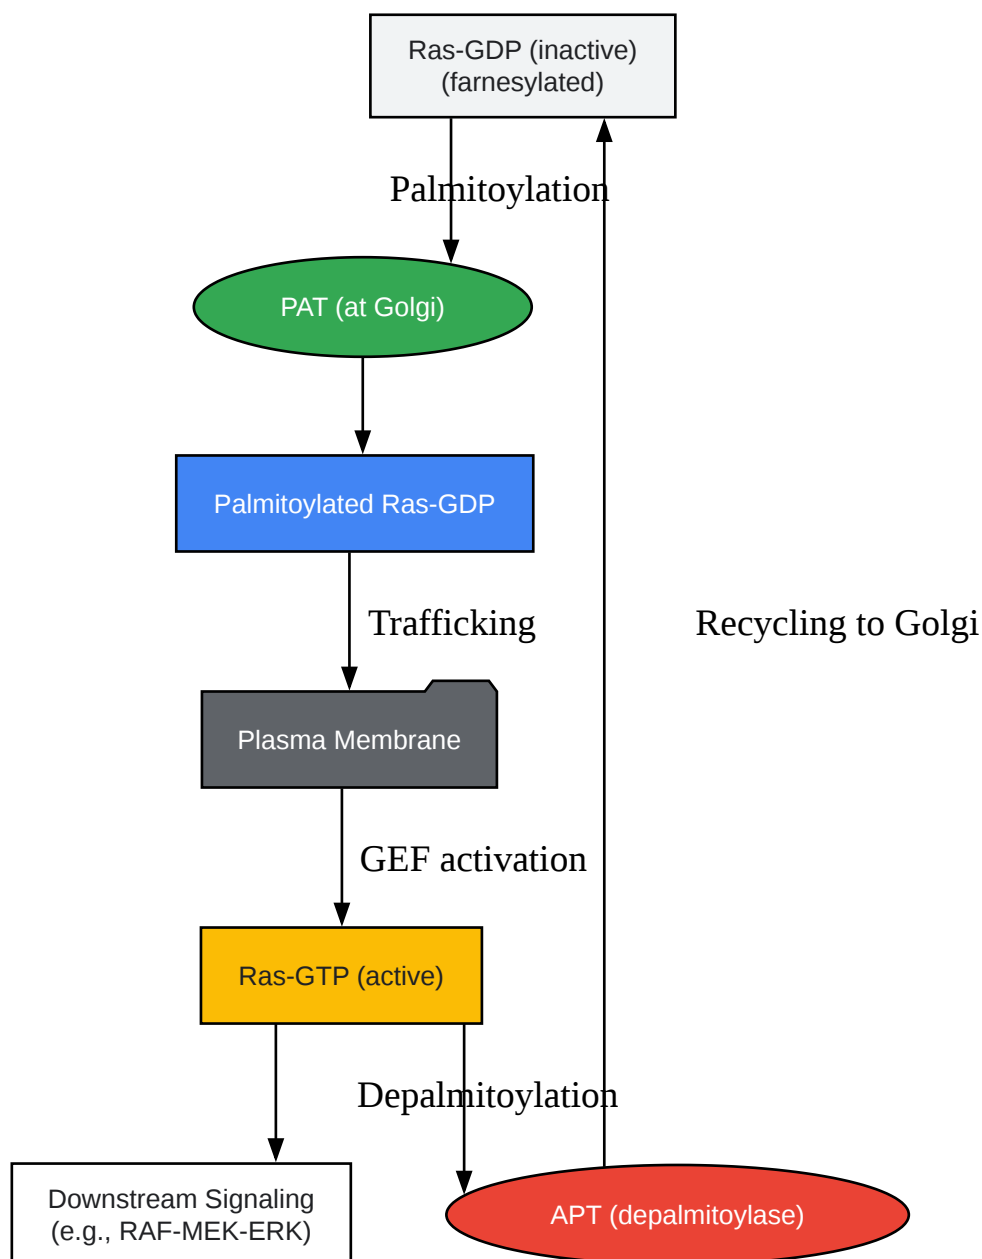 Ras-GDP (inactive)
(farnesylated)
Palmitoylation
PAT (at Golgi)
Palmitoylated Ras-GDP
Trafficking
Recycling to Golgi
Plasma Membrane
GEF activation
Ras-GTP (active)
Depalmitoylation
Downstream Signaling
(e.g., RAF-MEK-ERK)
APT (depalmitoylase)